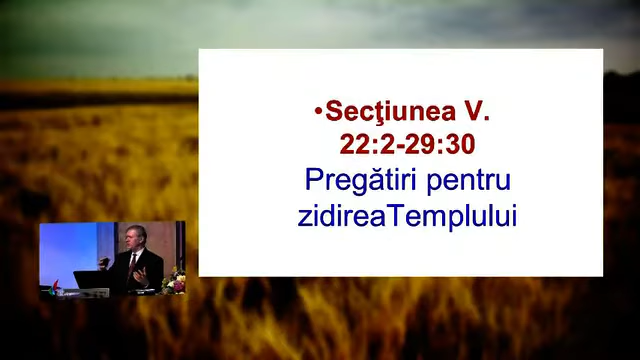 •Secţiunea V.
22:2-29:30
Pregătiri pentru
zidireaTemplului